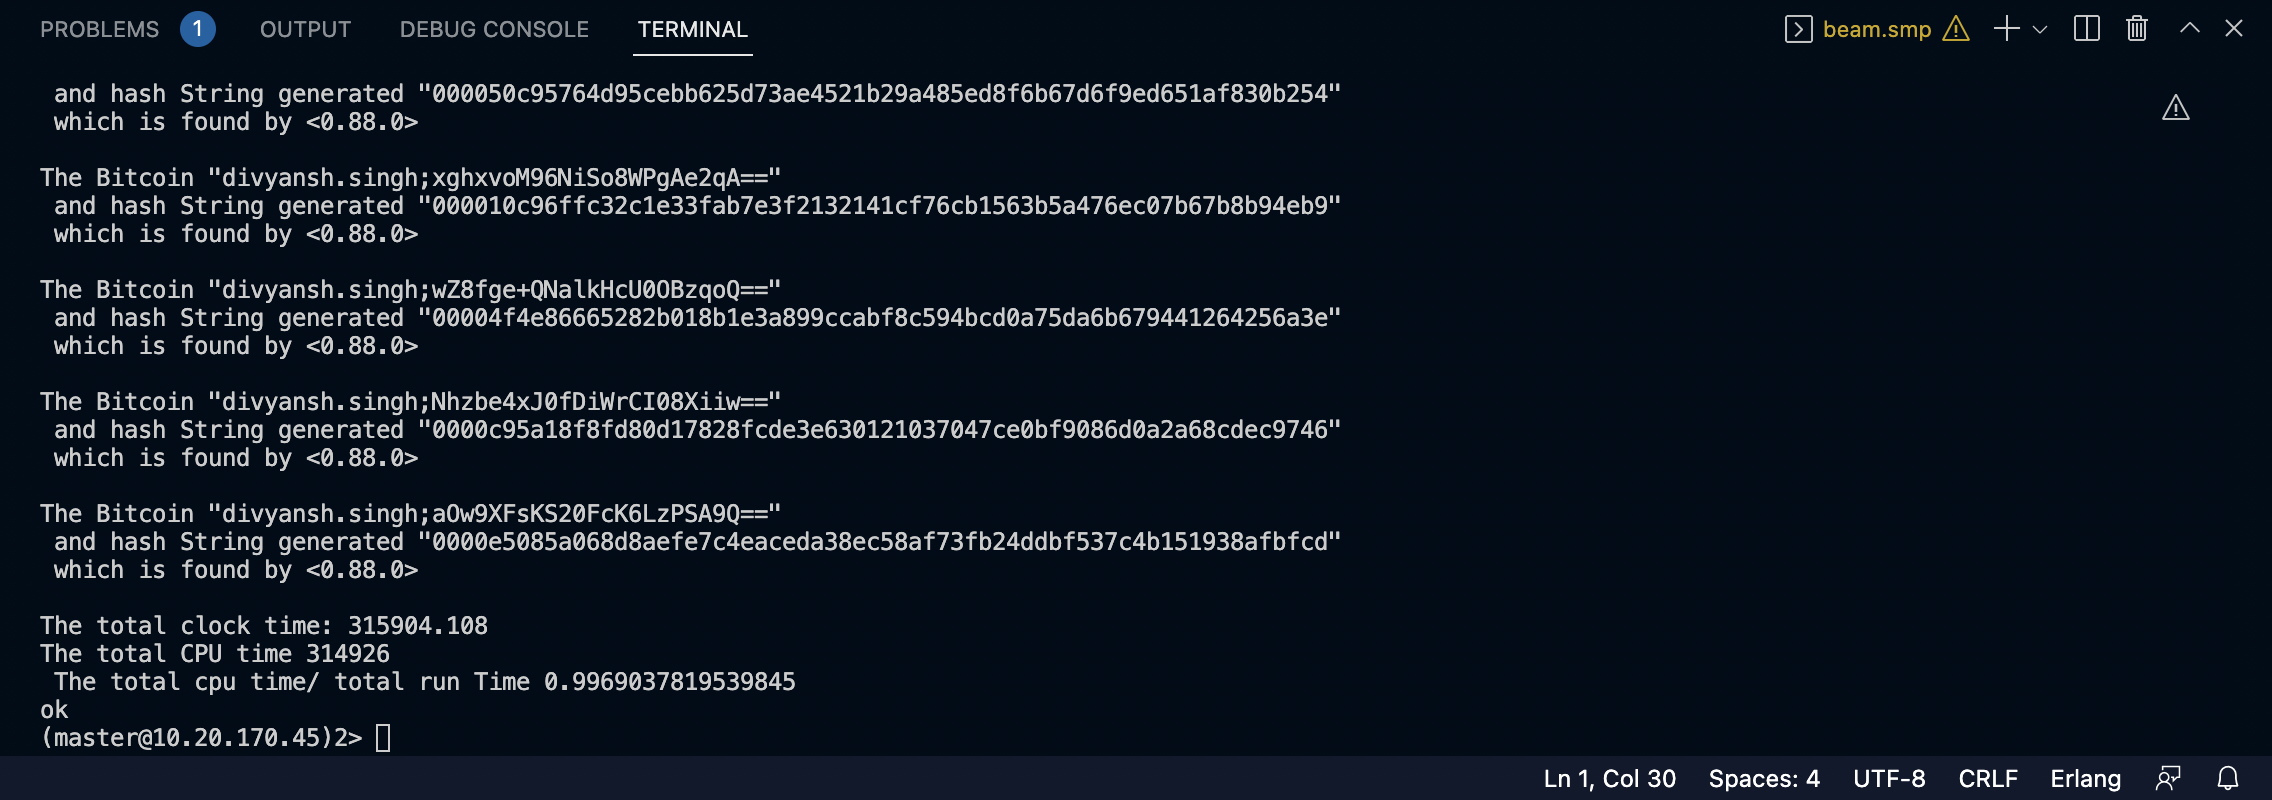 PROBLEMS 1 OUTPUT DEBUG CONSOLE TERMINAL beam.smp
and hash String generated "000050c95764d95cebb625d73ae4521b29a485ed8f6b67d6f9ed651af830b254"
which is found by <0.88.0>
The Bitcoin "divyansh.singh;xghxvoM96NiSo8WPgAe2qA=="
and hash String generated "000010c96ffc32c1e33fab7e3f2132141cf76cb1563b5a476ec07b67b8b94eb9"
which is found by <0.88.0>
The Bitcoin "divyansh.singh;wZ8fge+QNalkHcU0OBzqoQ=="
and hash String generated "00004f4e86665282b018b1e3a899ccabf8c594bcd0a75da6b679441264256a3e"
which is found by <0.88.0>
The Bitcoin "divyansh.singh;Nhzbe4xJ0fDiWrCI08Xiiw=="
and hash String generated "0000c95a18f8fd80d17828fcde3e630121037047ce0bf9086d0a2a68cdec9746"
which is found by <0.88.0>
The Bitcoin "divyansh.singh;aOw9XFsKS20FcK6LzPSA9Q=="
and hash String generated "0000e5085a068d8aefe7c4eaceda38ec58af73fb24ddbf537c4b151938afbfcd"
which is found by <0.88.0>
The total clock time: 315904.108
The total CPU time 314926
The total cpu time/ total run Time 0.9969037819539845
ok
(master@10.20.170.45)2>
Ln 1, Col 30 Spaces: 4 UTF-8 CRLF Erlang